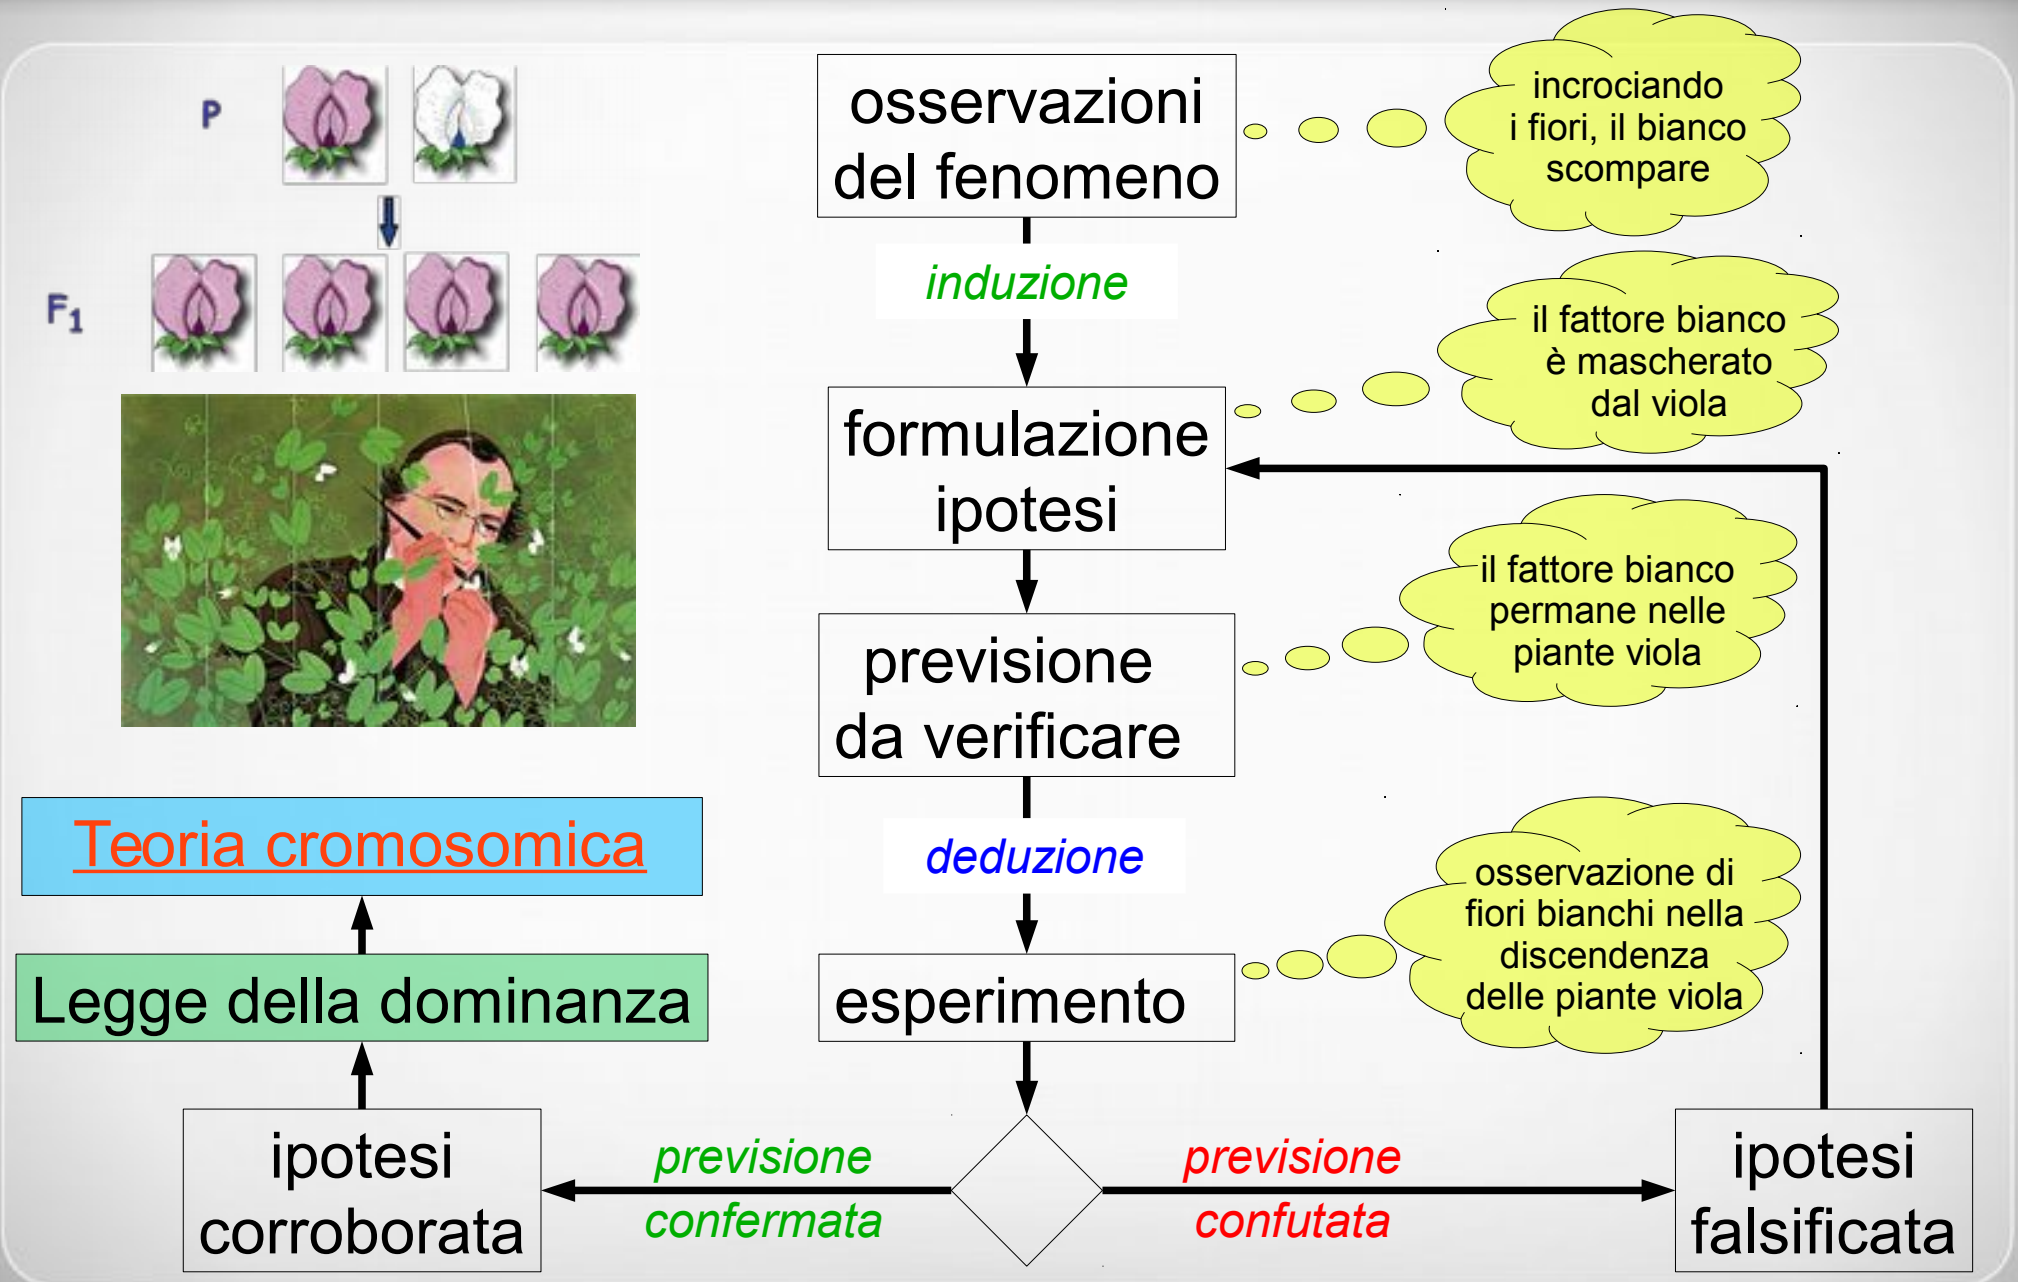 P
F1
osservazioni
del fenomeno
incrociando
i fiori, il bianco
scompare
induzione
il fattore bianco
è mascherato
dal viola
formulazione
ipotesi
il fattore bianco
permane nelle
piante viola
previsione
da verificare
deduzione
osservazione di
fiori bianchi nella
discendenza
delle piante viola
esperimento
Teoria cromosomica
Legge della dominanza
ipotesi
corroborata
previsione
confermata
previsione
confutata
ipotesi
falsificata